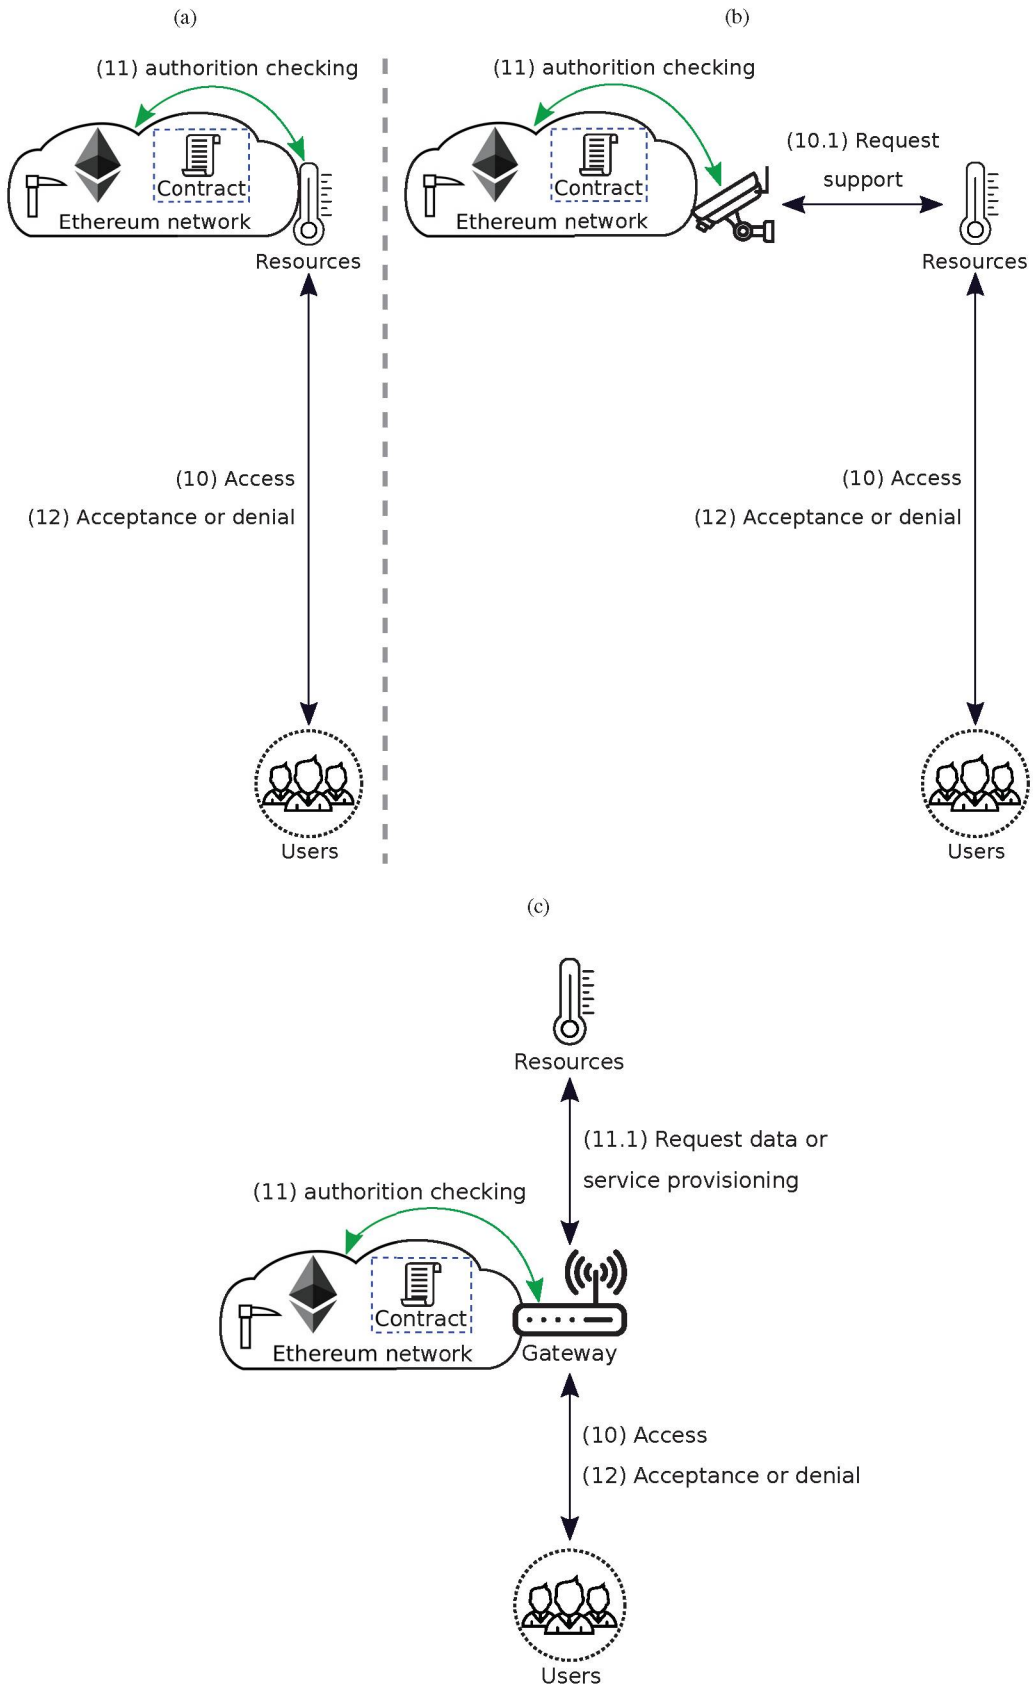 (a)
(11) authorition checking
Contract
Ethereum network
Resources
(10) Access
(12) Acceptance or denial
Users
(b)
(11) authorition checking
(10.1) Request
support
Contract
Ethereum network
Resources
(10) Access
(12) Acceptance or denial
Users
(c)
Resources
(11.1) Request data or
service provisioning
(11) authorition checking
Contract
Ethereum network
Gateway
(10) Access
(12) Acceptance or denial
Users